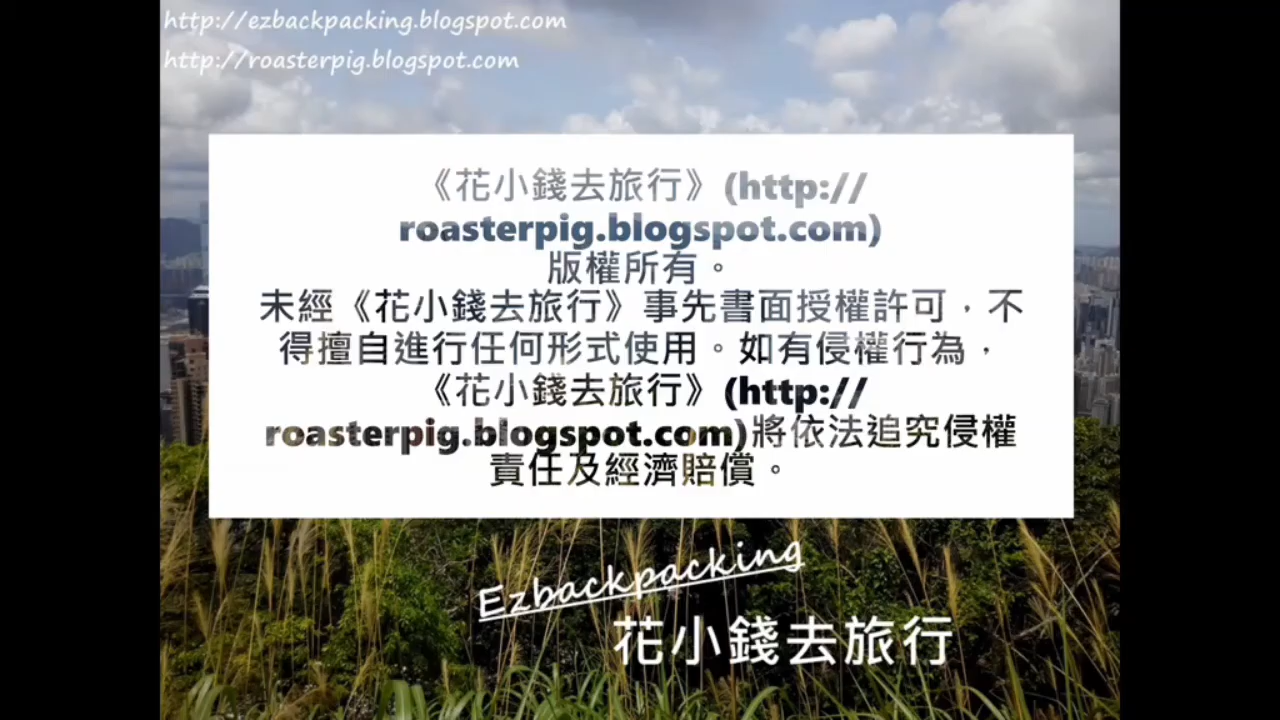 http://ezbackpacking.blogspot.com
http://roasterpig.blogspot.com
《花小錢去旅行》(http://
roasterpig.blogspot.com)
版權所有。
未經《花小錢去旅行》事先書面授權許可，不
得擅自進行任何形式使用。如有侵權行為，
《花小錢去旅行》(http://
roasterpig.blogspot.com)將依法追究侵權
責任及經濟賠償。
Ezbackpacking
花小錢去旅行